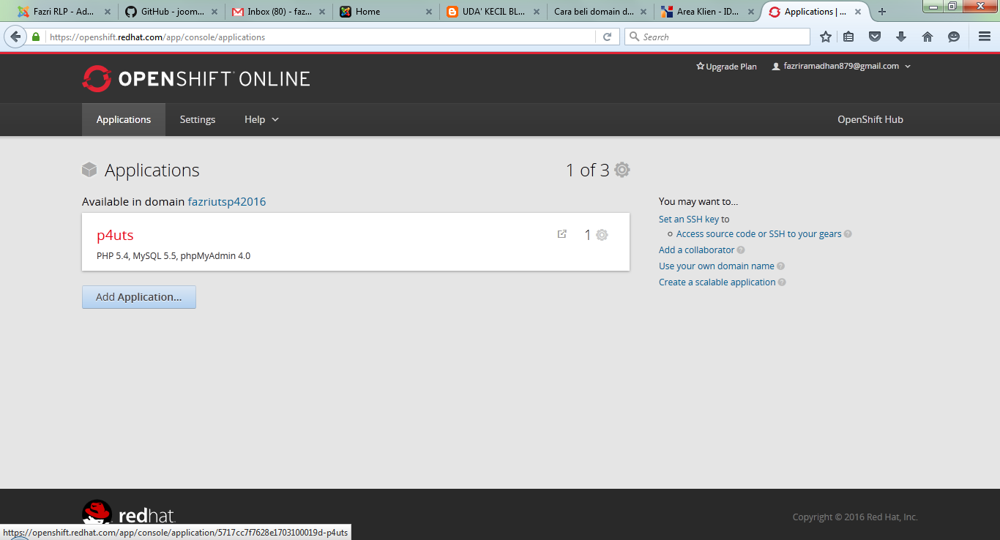 Fazri RLP - Ad...
GitHub - joom...
Inbox (80) - faz...
Home
UDA' KECIL BL...
Cara beli domain d...
Area Klien - ID...
Applications | ...
https://openshift.redhat.com/app/console/applications
Search
OPENSHIFT ONLINE
Upgrade Plan
fazriramadhan879@gmail.com
Applications
Settings
Help
OpenShift Hub
Applications
1 of 3
Available in domain fazriutsp42016
p4uts
1
PHP 5.4, MySQL 5.5, phpMyAdmin 4.0
Add Application...
You may want to...
Set an SSH key to
Access source code or SSH to your gears ?
Add a collaborator ?
Use your own domain name ?
Create a scalable application ?
redhat.
Copyright © 2016 Red Hat, Inc.
https://openshift.redhat.com/app/console/application/5717cc7f7628e1703100019d-p4uts